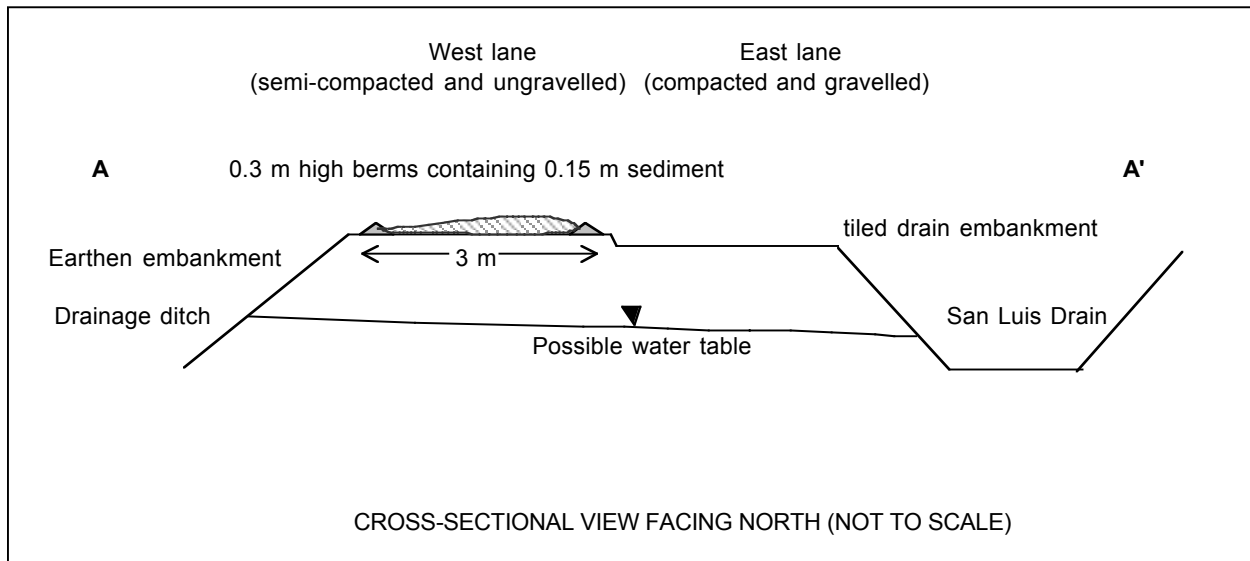 West lane
(semi-compacted and ungravelled)
East lane
(compacted and gravelled)
A
0.3 m high berms containing 0.15 m sediment
A'
tiled drain embankment
Earthen embankment
3 m
Drainage ditch
San Luis Drain
Possible water table
CROSS-SECTIONAL VIEW FACING NORTH (NOT TO SCALE)